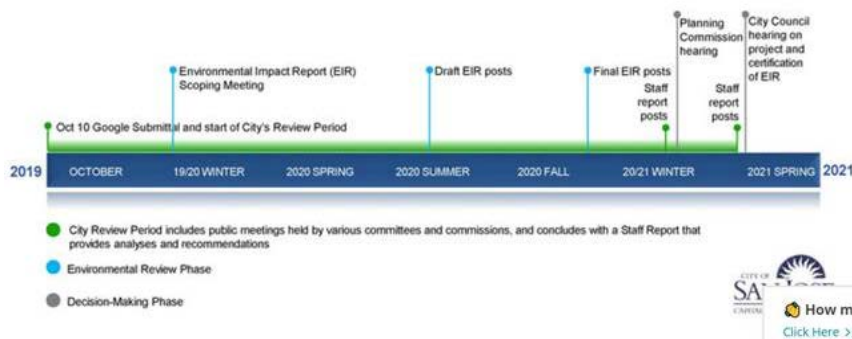 Planning
Commission
hearing
City Council
hearing on
project and
certification
of EIR
Environmental Impact Report (EIR)
Scoping Meeting
Draft EIR posts
Final EIR posts
Staff
report
posts
Staff
report
posts
Oct 10 Google Submittal and start of City's Review Period
2019 OCTOBER 19/20 WINTER 2020 SPRING 2020 SUMMER 2020 FALL 20/21 WINTER 2021 SPRING 2021
City Review Period includes public meetings held by various committees and commissions, and concludes with a Staff Report that
provides analyses and recommendations
Environmental Review Phase
Decision-Making Phase
CITY OF
SAN JOSE
How m
Click Here >